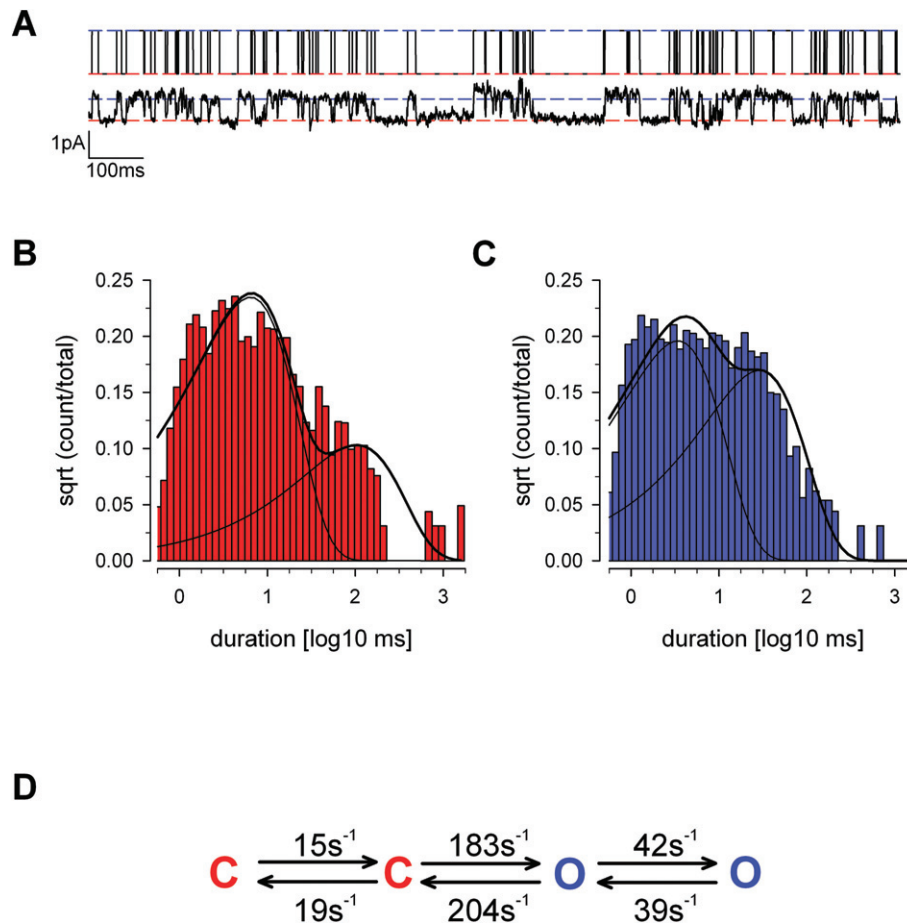 A
1pA
100ms
B
C
0.25
0.20
0.15
0.10
0.05
0.00
sqrt (count/total)
0 1 2 3
duration [log10 ms]
0.25
0.20
0.15
0.10
0.05
0.00
sqrt (count/total)
0 1 2 3
duration [log10 ms]
D
15s-1 183s-1 42s-1
C C O O
19s-1 204s-1 39s-1